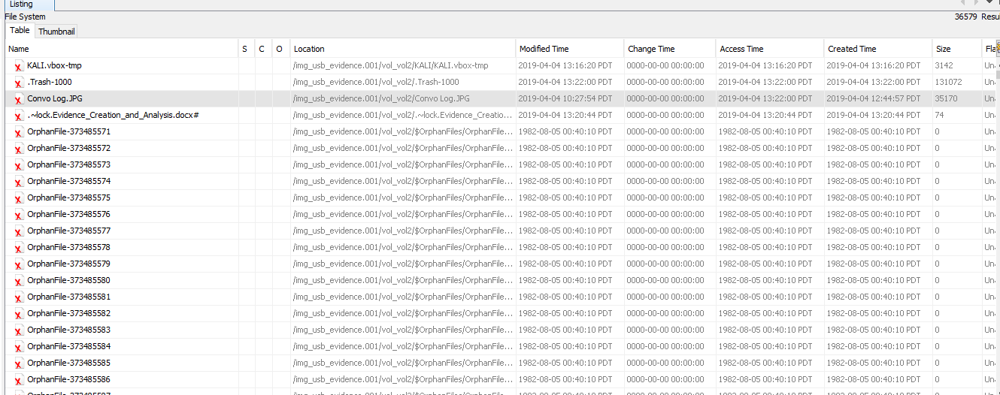 Listing
File System
36579 Resu
Table Thumbnail
Name S C O Location Modified Time Change Time Access Time Created Time Size Fla
KALI.vbox-tmp /img_usb_evidence.001/vol_vol2/KALI/KALI.vbox-tmp 2019-04-04 13:16:20 PDT 0000-00-00 00:00:00 2019-04-04 13:16:20 PDT 2019-04-04 13:16:20 PDT 3142 Una
.Trash-1000 /img_usb_evidence.001/vol_vol2/.Trash-1000 2019-04-04 13:22:00 PDT 0000-00-00 00:00:00 2019-04-04 13:22:00 PDT 2019-04-04 13:22:00 PDT 131072 Una
Convo Log.JPG /img_usb_evidence.001/vol_vol2/Convo Log.JPG 2019-04-04 10:27:54 PDT 0000-00-00 00:00:00 2019-04-04 13:22:00 PDT 2019-04-04 12:44:57 PDT 35170 Una
.~lock.Evidence_Creation_and_Analysis.docx# /img_usb_evidence.001/vol_vol2/.~lock.Evidence_Creatio... 2019-04-04 13:20:44 PDT 0000-00-00 00:00:00 2019-04-04 13:20:44 PDT 2019-04-04 13:20:44 PDT 74 Una
OrphanFile-373485571 /img_usb_evidence.001/vol_vol2/$OrphanFiles/OrphanFile... 1982-08-05 00:40:10 PDT 0000-00-00 00:00:00 1982-08-05 00:40:10 PDT 1982-08-05 00:40:10 PDT 0 Una
OrphanFile-373485572 /img_usb_evidence.001/vol_vol2/$OrphanFiles/OrphanFile... 1982-08-05 00:40:10 PDT 0000-00-00 00:00:00 1982-08-05 00:40:10 PDT 1982-08-05 00:40:10 PDT 0 Una
OrphanFile-373485573 /img_usb_evidence.001/vol_vol2/$OrphanFiles/OrphanFile... 1982-08-05 00:40:10 PDT 0000-00-00 00:00:00 1982-08-05 00:40:10 PDT 1982-08-05 00:40:10 PDT 0 Una
OrphanFile-373485574 /img_usb_evidence.001/vol_vol2/$OrphanFiles/OrphanFile... 1982-08-05 00:40:10 PDT 0000-00-00 00:00:00 1982-08-05 00:40:10 PDT 1982-08-05 00:40:10 PDT 0 Una
OrphanFile-373485575 /img_usb_evidence.001/vol_vol2/$OrphanFiles/OrphanFile... 1982-08-05 00:40:10 PDT 0000-00-00 00:00:00 1982-08-05 00:40:10 PDT 1982-08-05 00:40:10 PDT 0 Una
OrphanFile-373485576 /img_usb_evidence.001/vol_vol2/$OrphanFiles/OrphanFile... 1982-08-05 00:40:10 PDT 0000-00-00 00:00:00 1982-08-05 00:40:10 PDT 1982-08-05 00:40:10 PDT 0 Una
OrphanFile-373485577 /img_usb_evidence.001/vol_vol2/$OrphanFiles/OrphanFile... 1982-08-05 00:40:10 PDT 0000-00-00 00:00:00 1982-08-05 00:40:10 PDT 1982-08-05 00:40:10 PDT 0 Una
OrphanFile-373485578 /img_usb_evidence.001/vol_vol2/$OrphanFiles/OrphanFile... 1982-08-05 00:40:10 PDT 0000-00-00 00:00:00 1982-08-05 00:40:10 PDT 1982-08-05 00:40:10 PDT 0 Una
OrphanFile-373485579 /img_usb_evidence.001/vol_vol2/$OrphanFiles/OrphanFile... 1982-08-05 00:40:10 PDT 0000-00-00 00:00:00 1982-08-05 00:40:10 PDT 1982-08-05 00:40:10 PDT 0 Una
OrphanFile-373485580 /img_usb_evidence.001/vol_vol2/$OrphanFiles/OrphanFile... 1982-08-05 00:40:10 PDT 0000-00-00 00:00:00 1982-08-05 00:40:10 PDT 1982-08-05 00:40:10 PDT 0 Una
OrphanFile-373485581 /img_usb_evidence.001/vol_vol2/$OrphanFiles/OrphanFile... 1982-08-05 00:40:10 PDT 0000-00-00 00:00:00 1982-08-05 00:40:10 PDT 1982-08-05 00:40:10 PDT 0 Una
OrphanFile-373485582 /img_usb_evidence.001/vol_vol2/$OrphanFiles/OrphanFile... 1982-08-05 00:40:10 PDT 0000-00-00 00:00:00 1982-08-05 00:40:10 PDT 1982-08-05 00:40:10 PDT 0 Una
OrphanFile-373485583 /img_usb_evidence.001/vol_vol2/$OrphanFiles/OrphanFile... 1982-08-05 00:40:10 PDT 0000-00-00 00:00:00 1982-08-05 00:40:10 PDT 1982-08-05 00:40:10 PDT 0 Una
OrphanFile-373485584 /img_usb_evidence.001/vol_vol2/$OrphanFiles/OrphanFile... 1982-08-05 00:40:10 PDT 0000-00-00 00:00:00 1982-08-05 00:40:10 PDT 1982-08-05 00:40:10 PDT 0 Una
OrphanFile-373485585 /img_usb_evidence.001/vol_vol2/$OrphanFiles/OrphanFile... 1982-08-05 00:40:10 PDT 0000-00-00 00:00:00 1982-08-05 00:40:10 PDT 1982-08-05 00:40:10 PDT 0 Una
OrphanFile-373485586 /img_usb_evidence.001/vol_vol2/$OrphanFiles/OrphanFile... 1982-08-05 00:40:10 PDT 0000-00-00 00:00:00 1982-08-05 00:40:10 PDT 1982-08-05 00:40:10 PDT 0 Una